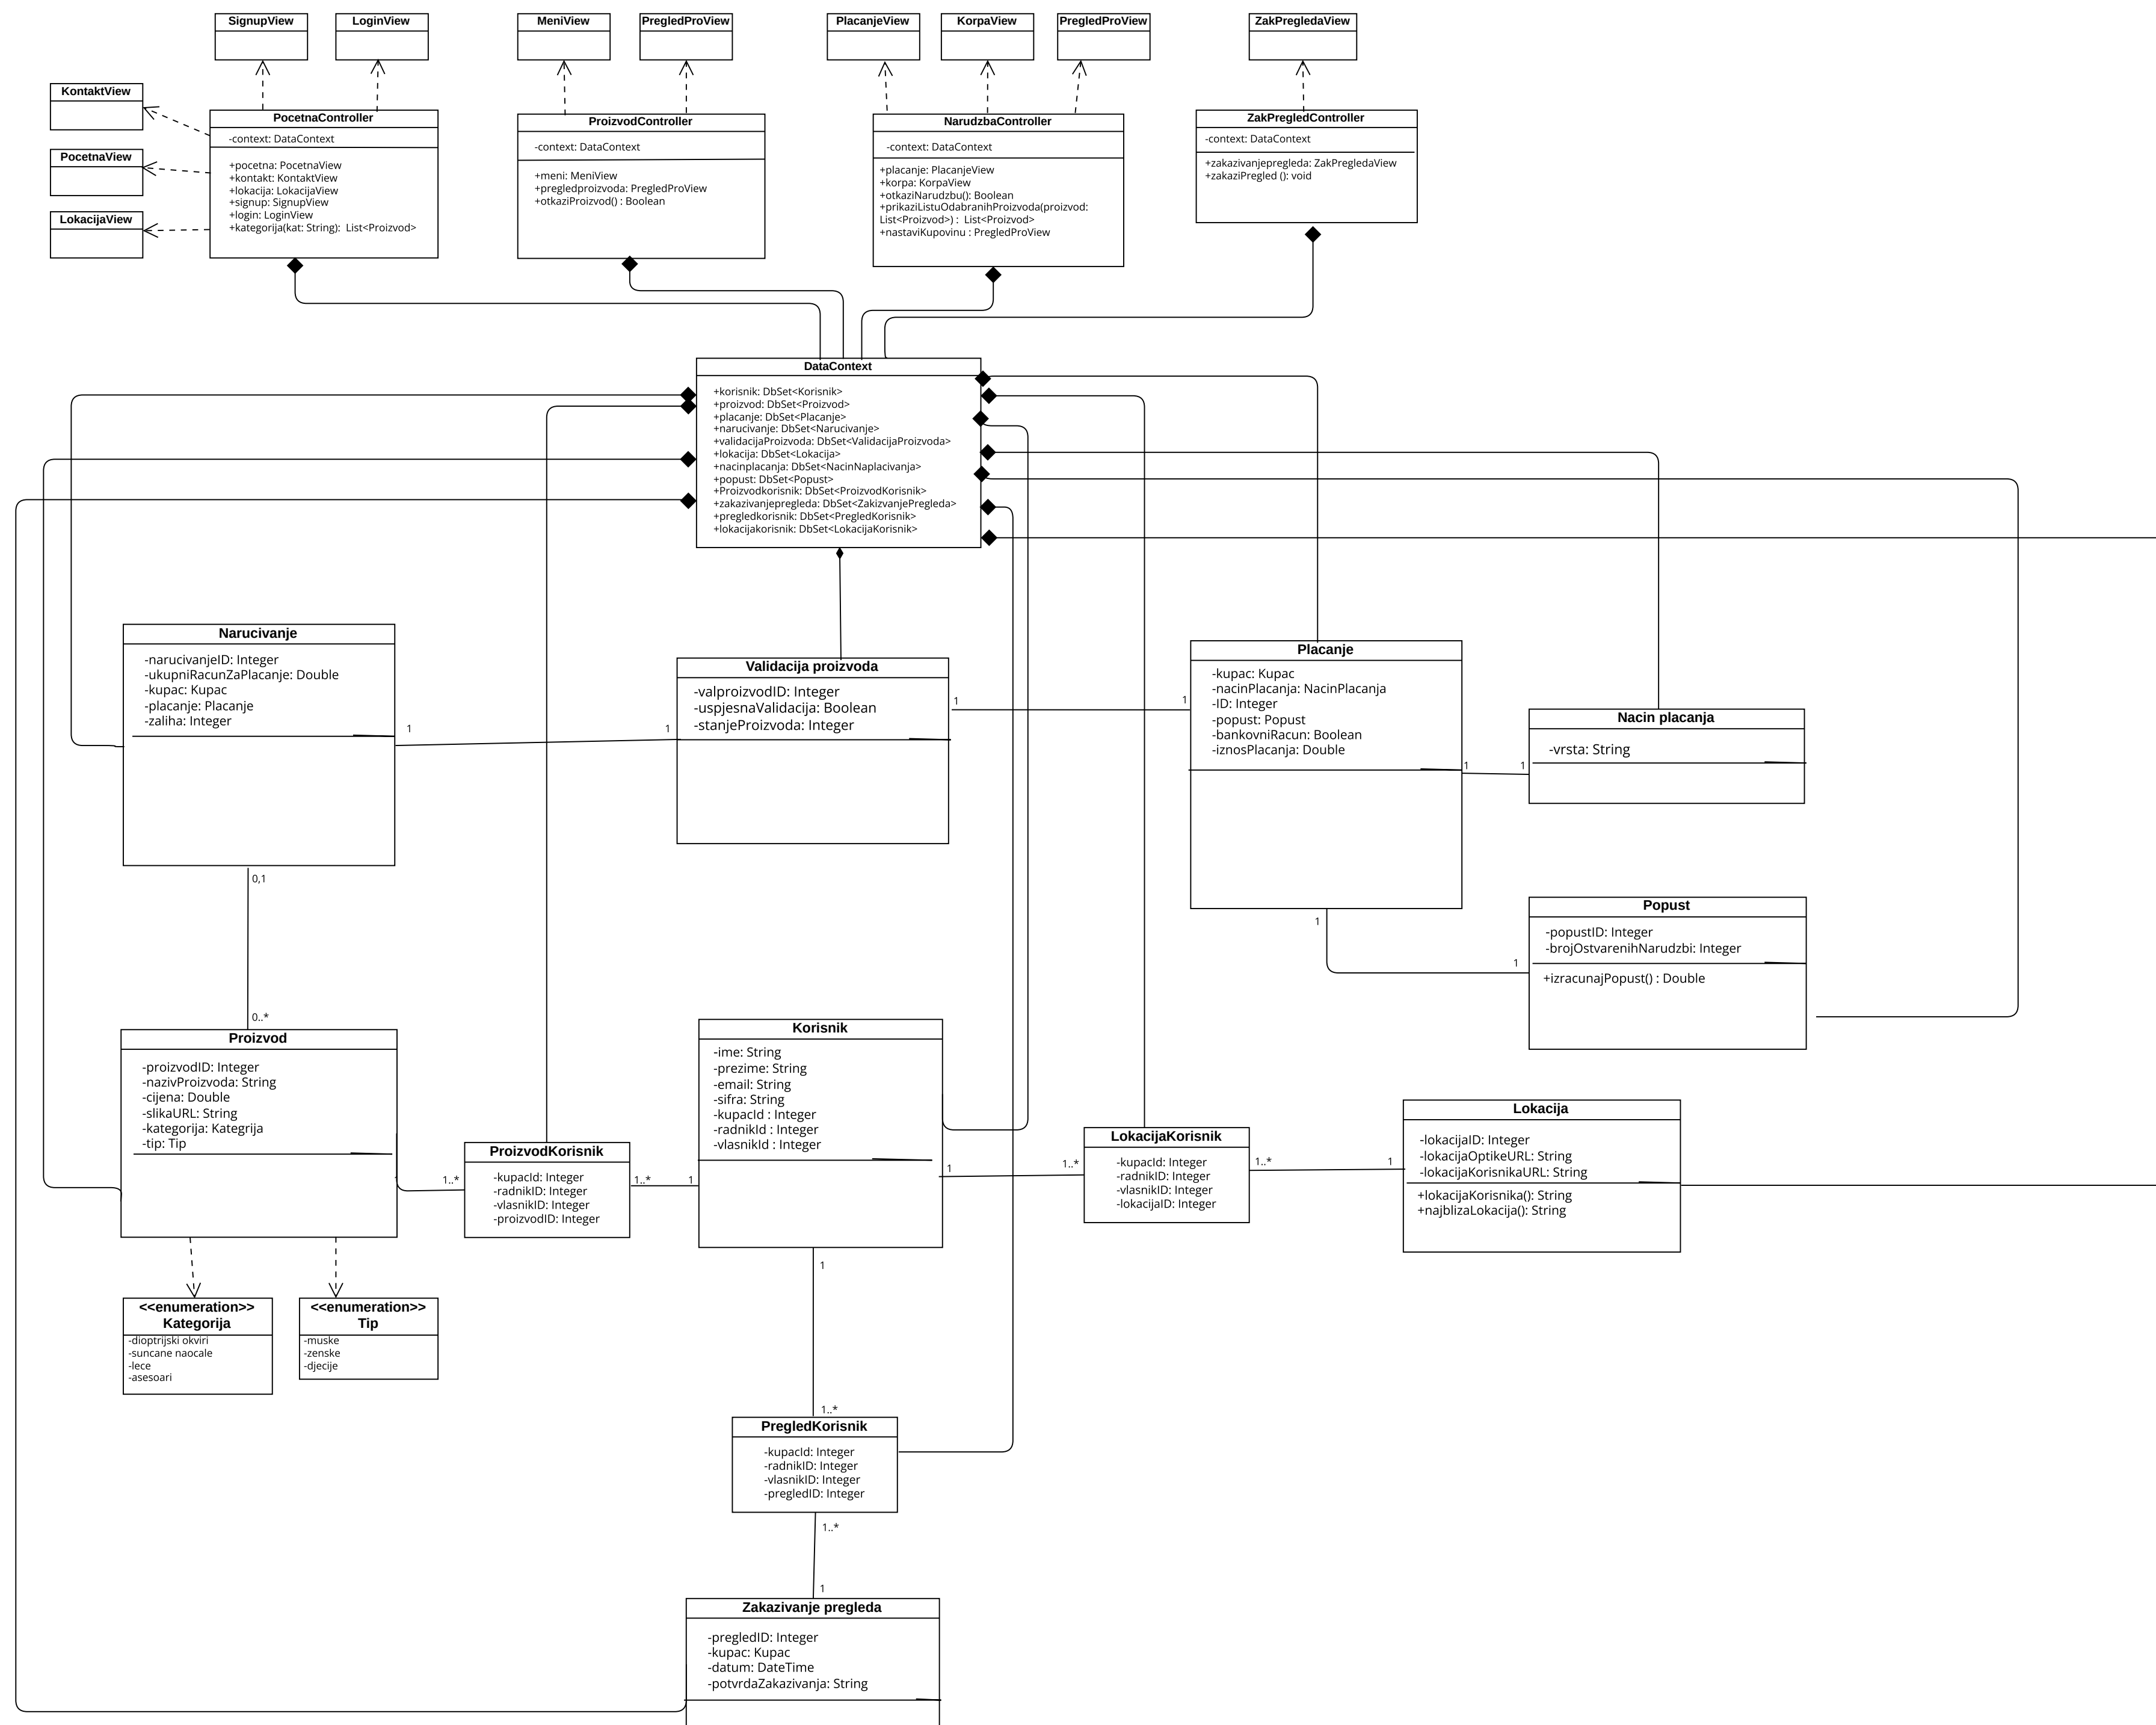 SignupView
LoginView
MeniView
PregledProView
PlacanjeView
KorpaView
PregledProView
ZakPregledaView
KontaktView
PocetnaView
LokacijaView
PocetnaController
-context: DataContext
+pocetna: PocetnaView
+kontakt: KontaktView
+lokacija: LokacijaView
+signup: SignupView
+login: LoginView
+kategorija(kat: String): List<Proizvod>
ProizvodController
-context: DataContext
+meni: MeniView
+pregledproizvoda: PregledProView
+otkaziProizvod() : Boolean
NarudzbaController
-context: DataContext
+placanje: PlacanjeView
+korpa: KorpaView
+otkaziNarudzbu(): Boolean
+prikaziListuOdabranihProizvoda(proizvod:
List<Proizvod>) : List<Proizvod>
+nastaviKupovinu : PregledProView
ZakPregledController
-context: DataContext
+zakazivanjepregleda: ZakPregledaView
+zakaziPregled (): void
DataContext
+korisnik: DbSet<Korisnik>
+proizvod: DbSet<Proizvod>
+placanje: DbSet<Placanje>
+narucivanje: DbSet<Narucivanje>
+validacijaProizvoda: DbSet<ValidacijaProizvoda>
+lokacija: DbSet<Lokacija>
+nacinplacanja: DbSet<NacinNaplacivanja>
+popust: DbSet<Popust>
+Proizvodkorisnik: DbSet<ProizvodKorisnik>
+zakazivanjepregleda: DbSet<ZakizvanjePregleda>
+pregledkorisnik: DbSet<PregledKorisnik>
+lokacijakorisnik: DbSet<LokacijaKorisnik>
Narucivanje
-narucivanjeID: Integer
-ukupniRacunZaPlacanje: Double
-kupac: Kupac
-placanje: Placanje
-zaliha: Integer
1
1
Validacija proizvoda
-valproizvodID: Integer
-uspjesnaValidacija: Boolean
-stanjeProizvoda: Integer
1
1
Placanje
-kupac: Kupac
-nacinPlacanja: NacinPlacanja
-ID: Integer
-popust: Popust
-bankovniRacun: Boolean
-iznosPlacanja: Double
1
1
Nacin placanja
-vrsta: String
0,1
0..*
1
1
Popust
-popustID: Integer
-brojOstvarenihNarudzbi: Integer
+izracunajPopust() : Double
Proizvod
-proizvodID: Integer
-nazivProizvoda: String
-cijena: Double
-slikaURL: String
-kategorija: Kategrija
-tip: Tip
1..*
ProizvodKorisnik
-kupacId: Integer
-radnikID: Integer
-vlasnikID: Integer
-proizvodID: Integer
1..*
1
Korisnik
-ime: String
-prezime: String
-email: String
-sifra: String
-kupacId : Integer
-radnikId : Integer
-vlasnikId : Integer
1
1..*
LokacijaKorisnik
-kupacId: Integer
-radnikID: Integer
-vlasnikID: Integer
-lokacijaID: Integer
1..*
1
Lokacija
-lokacijaID: Integer
-lokacijaOptikeURL: String
-lokacijaKorisnikaURL: String
+lokacijaKorisnika(): String
+najblizaLokacija(): String
<<enumeration>>
Kategorija
-dioptrijski okviri
-suncane naocale
-lece
-asesoari
<<enumeration>>
Tip
-muske
-zenske
-djecije
1
1..*
PregledKorisnik
-kupacId: Integer
-radnikID: Integer
-vlasnikID: Integer
-pregledID: Integer
1..*
1
Zakazivanje pregleda
-pregledID: Integer
-kupac: Kupac
-datum: DateTime
-potvrdaZakazivanja: String